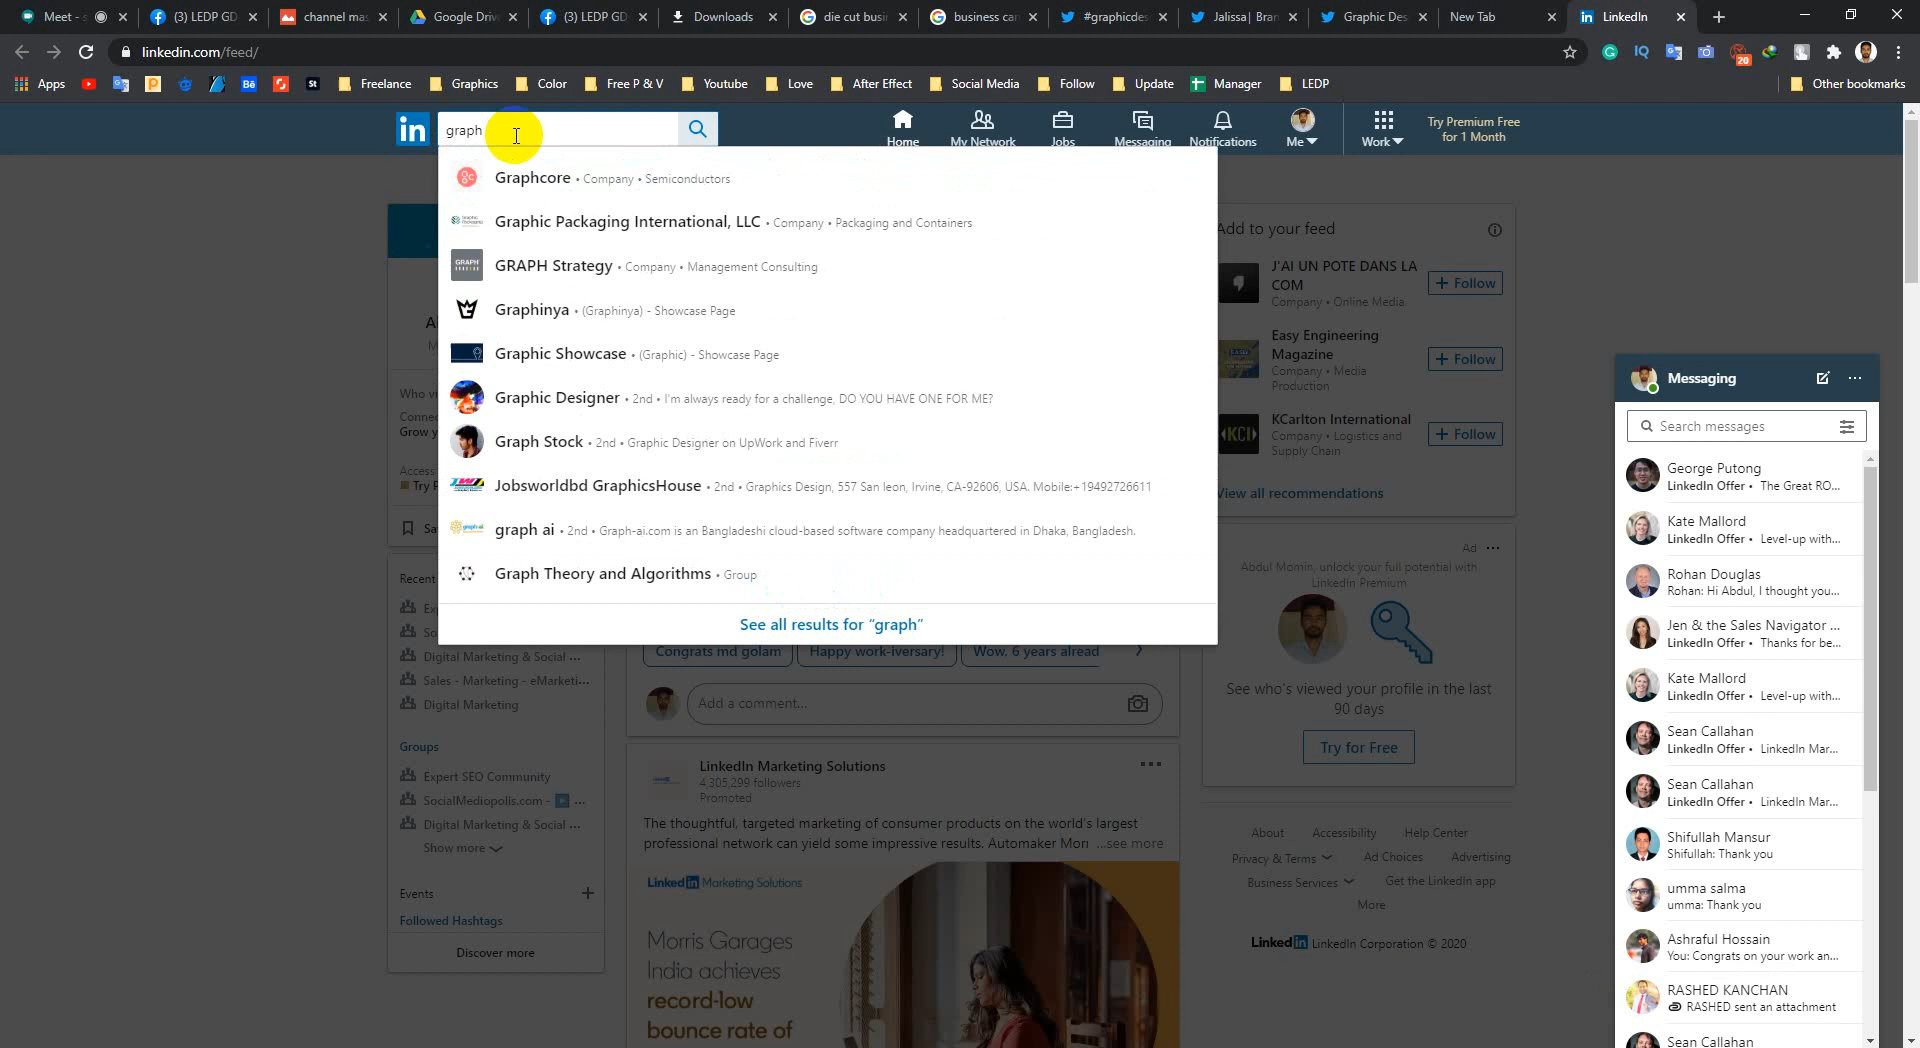 Meet - s
(3) LEDP GD
channel mas
Google Driv
(3) LEDP GD
Downloads
die cut busin
business car
#graphicdes
Jalissa| Bran
Graphic Des
New Tab
LinkedIn
linkedin.com/feed/
20
Apps
Freelance
Graphics
Color
Free P & V
Youtube
Love
After Effect
Social Media
Follow
Update
Manager
LEDP
Other bookmarks
graph
Home
My Network
Jobs
Messaging
Notifications
Me
Work
Try Premium Free
for 1 Month
Graphcore • Company • Semiconductors
Graphic Packaging International, LLC • Company • Packaging and Containers
GRAPH Strategy • Company • Management Consulting
Graphinya • (Graphinya) - Showcase Page
Graphic Showcase • (Graphic) - Showcase Page
Graphic Designer • 2nd • I'm always ready for a challenge, DO YOU HAVE ONE FOR ME?
Graph Stock • 2nd • Graphic Designer on UpWork and Fiverr
Jobsworldbd GraphicsHouse • 2nd • Graphics Design, 557 San leon, Irvine, CA-92606, USA. Mobile:+19492726611
graph ai • 2nd • Graph-ai.com is an Bangladeshi cloud-based software company headquartered in Dhaka, Bangladesh.
Graph Theory and Algorithms • Group
See all results for “graph”
Who vi
Connec
Grow y
Access
Try P
Sa
Recent
Exp
So
Digital Marketing & Social ...
Sales - Marketing - eMarketi...
Digital Marketing
Groups
Expert SEO Community
SocialMediopolis.com - ...
Digital Marketing & Social ...
Show more
Events
Followed Hashtags
Discover more
Congrats md golam
Happy work-iversary!
Wow, 6 years alread
Add a comment...
LinkedIn Marketing Solutions
4,305,299 followers
Promoted
The thoughtful, targeted marketing of consumer products on the world's largest
professional network can yield some impressive results. Automaker Morr ...see more
Linked in Marketing Solutions
Morris Garages
India achieves
record-low
bounce rate of
Add to your feed
J'AI UN POTE DANS LA
COM
Company • Online Media
+ Follow
Easy Engineering
Magazine
Company • Media
Production
+ Follow
KCI
KCarlton International
Company • Logistics and
Supply Chain
+ Follow
View all recommendations
Ad
Abdul Momin, unlock your full potential with
LinkedIn Premium
See who's viewed your profile in the last
90 days
Try for Free
About
Accessibility
Help Center
Privacy & Terms
Ad Choices
Advertising
Business Services
Get the LinkedIn app
More
Linked in LinkedIn Corporation © 2020
Messaging
Search messages
George Putong
LinkedIn Offer • The Great RO...
Kate Mallord
LinkedIn Offer • Level-up with...
Rohan Douglas
Rohan: Hi Abdul, I thought you...
Jen & the Sales Navigator ...
LinkedIn Offer • Thanks for be...
Kate Mallord
LinkedIn Offer • Level-up with...
Sean Callahan
LinkedIn Offer • LinkedIn Mar...
Sean Callahan
LinkedIn Offer • LinkedIn Mar...
Shifullah Mansur
Shifullah: Thank you
umma salma
umma: Thank you
Ashraful Hossain
You: Congrats on your work an...
RASHED KANCHAN
RASHED sent an attachment
Sean Callahan